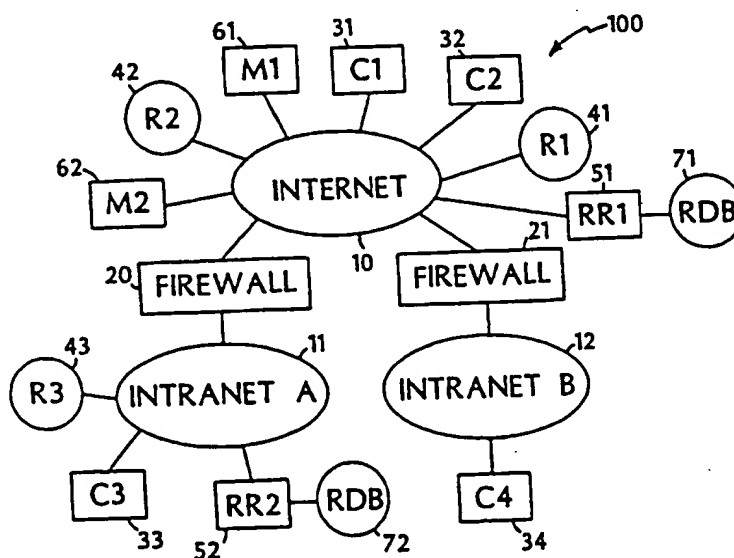 100
61
31
32
42
M1
C1
C2
R2
41
R1
71
62
51
INTERNET
M2
RR1
RDB
21
10
20
FIREWALL
FIREWALL
43
11
12
R3
INTRANET A
INTRANET B
C3
RR2
RDB
C4
33
52
72
34